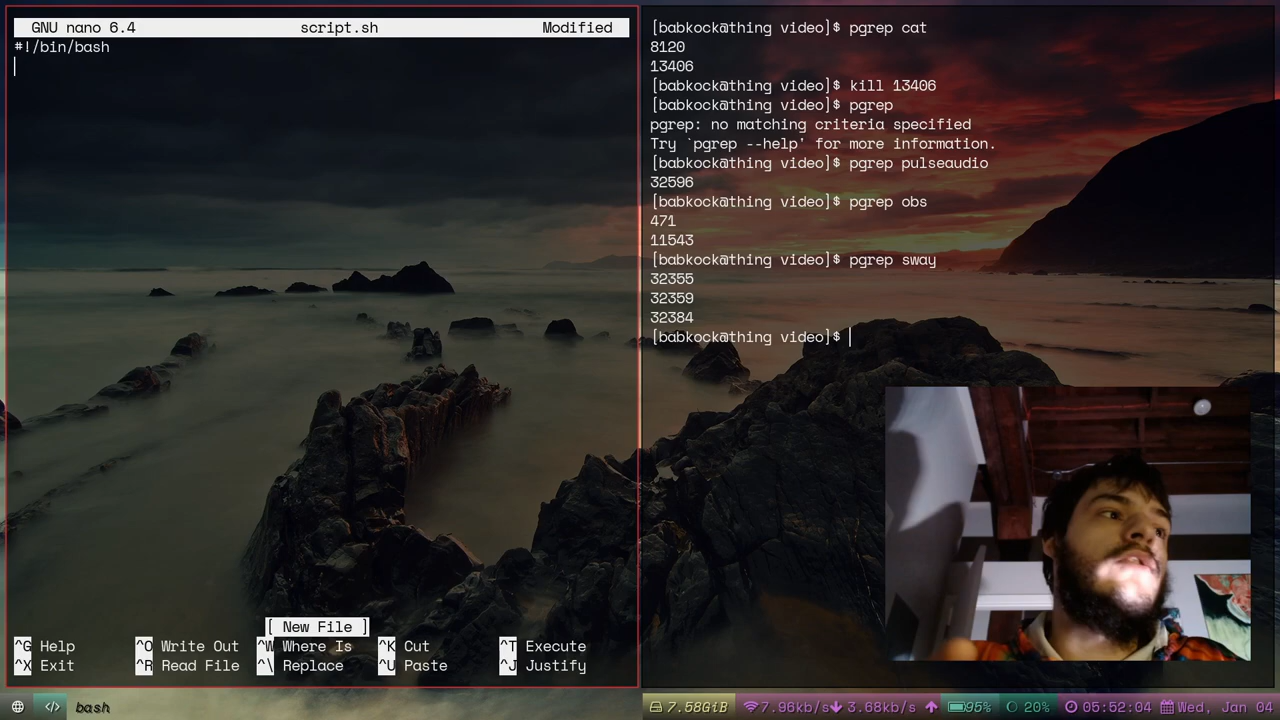 GNU nano 6.4 script.sh Modified
#!/bin/bash
[ New File ]
^G Help ^O Write Out ^W Where Is ^K Cut ^T Execute
^X Exit ^R Read File ^\ Replace ^U Paste ^J Justify
[babkock@thing video]$ pgrep cat
8120
13406
[babkock@thing video]$ kill 13406
[babkock@thing video]$ pgrep
pgrep: no matching criteria specified
Try `pgrep --help' for more information.
[babkock@thing video]$ pgrep pulseaudio
32596
[babkock@thing video]$ pgrep obs
471
11543
[babkock@thing video]$ pgrep sway
32355
32359
32384
[babkock@thing video]$
</> bash 7.58GiB 7.96kb/s 3.68kb/s 95% 20% 05:52:04 Wed, Jan 04